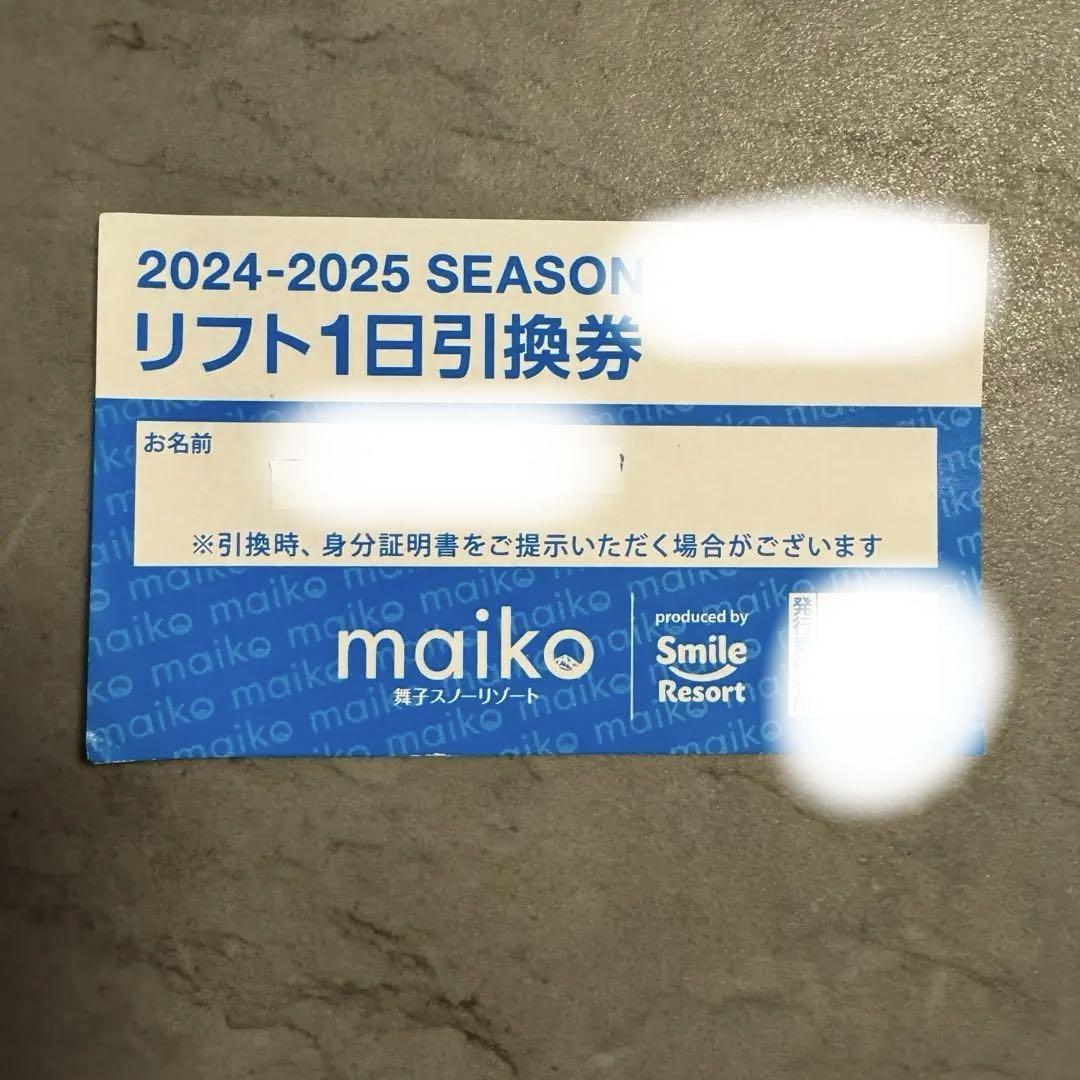 2024-2025 SEASON
リフト1日引換券
お名前
※引換時、身分証明書をご提示いただく場合がございます
maiko
舞子スノーリゾート
produced by
Smile
Resort